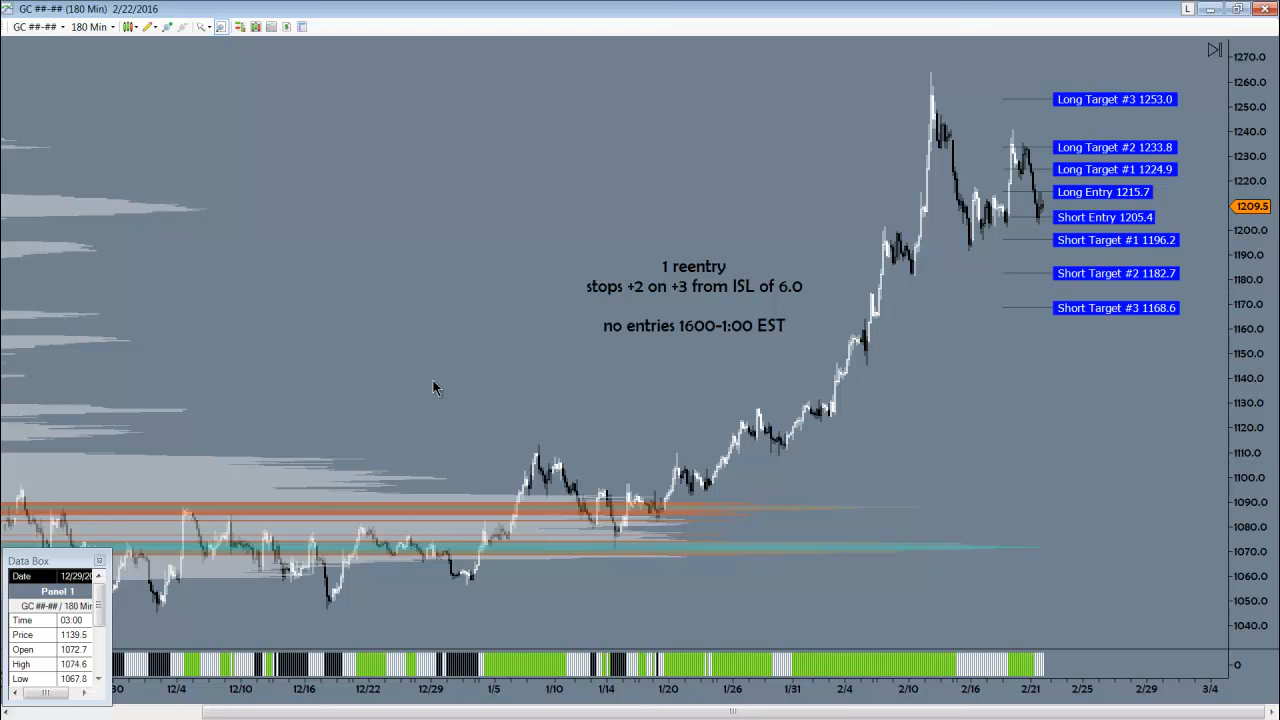 GC ##-## (180 Min) 2/22/2016
L
GC ##-## 180 Min
1270.0
1260.0
1250.0
1240.0
1230.0
1220.0
1209.5
1200.0
1190.0
1180.0
1170.0
1160.0
1150.0
1140.0
1130.0
1120.0
1110.0
1100.0
1090.0
1080.0
1070.0
1060.0
1050.0
1040.0
0
Long Target #3 1253.0
Long Target #2 1233.8
Long Target #1 1224.9
Long Entry 1215.7
Short Entry 1205.4
Short Target #1 1196.2
Short Target #2 1182.7
Short Target #3 1168.6
1 reentry
stops +2 on +3 from ISL of 6.0
no entries 1600-1:00 EST
Data Box
Date 12/29/20
Panel 1
GC ##-## / 180 Min
Time 03:00
Price 1139.5
Open 1072.7
High 1074.6
Low 1067.8
30 12/4 12/10 12/16 12/22 12/29 1/5 1/10 1/14 1/20 1/26 1/31 2/4 2/10 2/16 2/21 2/25 2/29 3/4